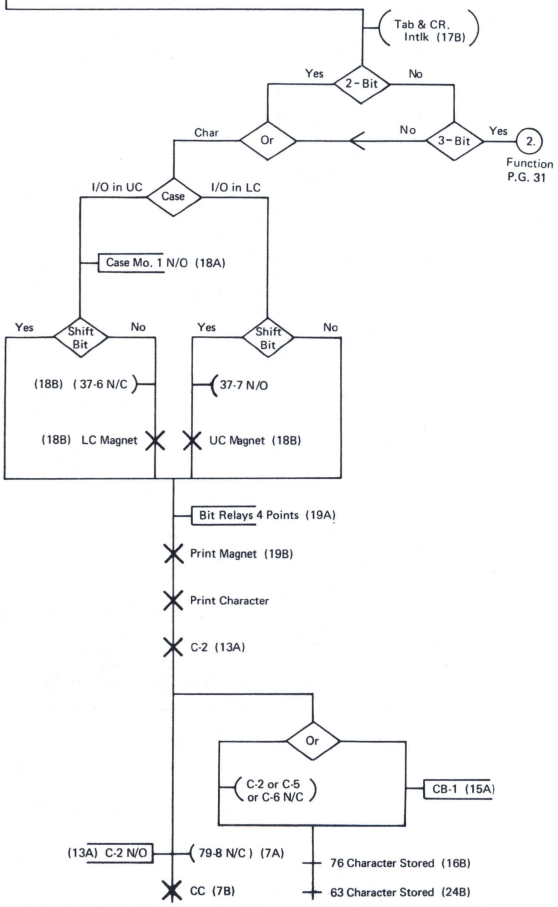 Tab & CR.
Intlk (17B)
Yes
2-Bit
No
Char
Or
No
3-Bit
Yes
2.
Function
P.G. 31
I/O in UC
Case
I/O in LC
Case Mo. 1 N/O (18A)
Yes
Shift
Bit
No
Yes
Shift
Bit
No
(18B) (37-6 N/C)
(37-7 N/O
(18B) LC Magnet
UC Magnet (18B)
Bit Relays 4 Points (19A)
Print Magnet (19B)
Print Character
C-2 (13A)
Or
(C-2 or C-5
or C-6 N/C)
CB-1 (15A)
(13A) C-2 N/O
(79-8 N/C) (7A)
76 Character Stored (16B)
CC (7B)
63 Character Stored (24B)